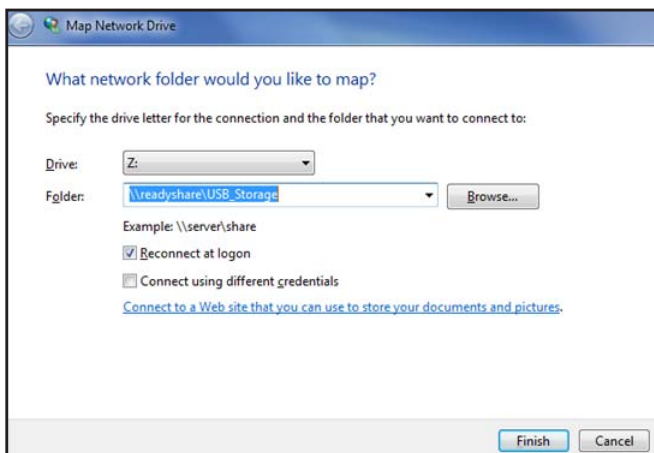 Map Network Drive
What network folder would you like to map?
Specify the drive letter for the connection and the folder that you want to connect to:
Drive: Z:
Folder: \\readyshare\USB_Storage Browse...
Example: \\server\share
Reconnect at logon
Connect using different credentials
Connect to a Web site that you can use to store your documents and pictures.
Finish Cancel